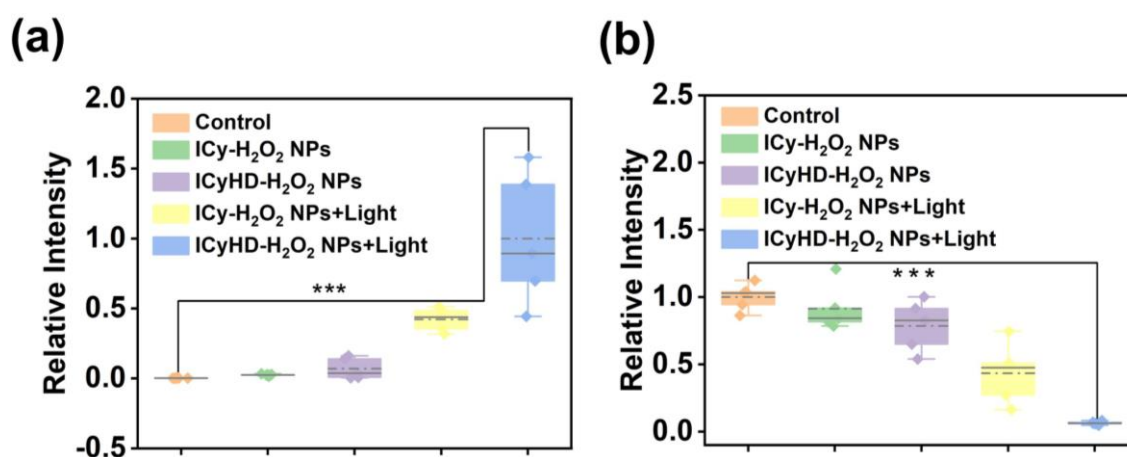 (a)
Relative Intensity
2.0
1.5
1.0
0.5
0.0
-0.5
Control
ICy-H₂O₂ NPs
ICyHD-H₂O₂ NPs
ICy-H₂O₂ NPs+Light
ICyHD-H₂O₂ NPs+Light
***
(b)
Relative Intensity
2.5
2.0
1.5
1.0
0.5
0.0
Control
ICy-H₂O₂ NPs
ICyHD-H₂O₂ NPs
ICy-H₂O₂ NPs+Light
ICyHD-H₂O₂ NPs+Light
***